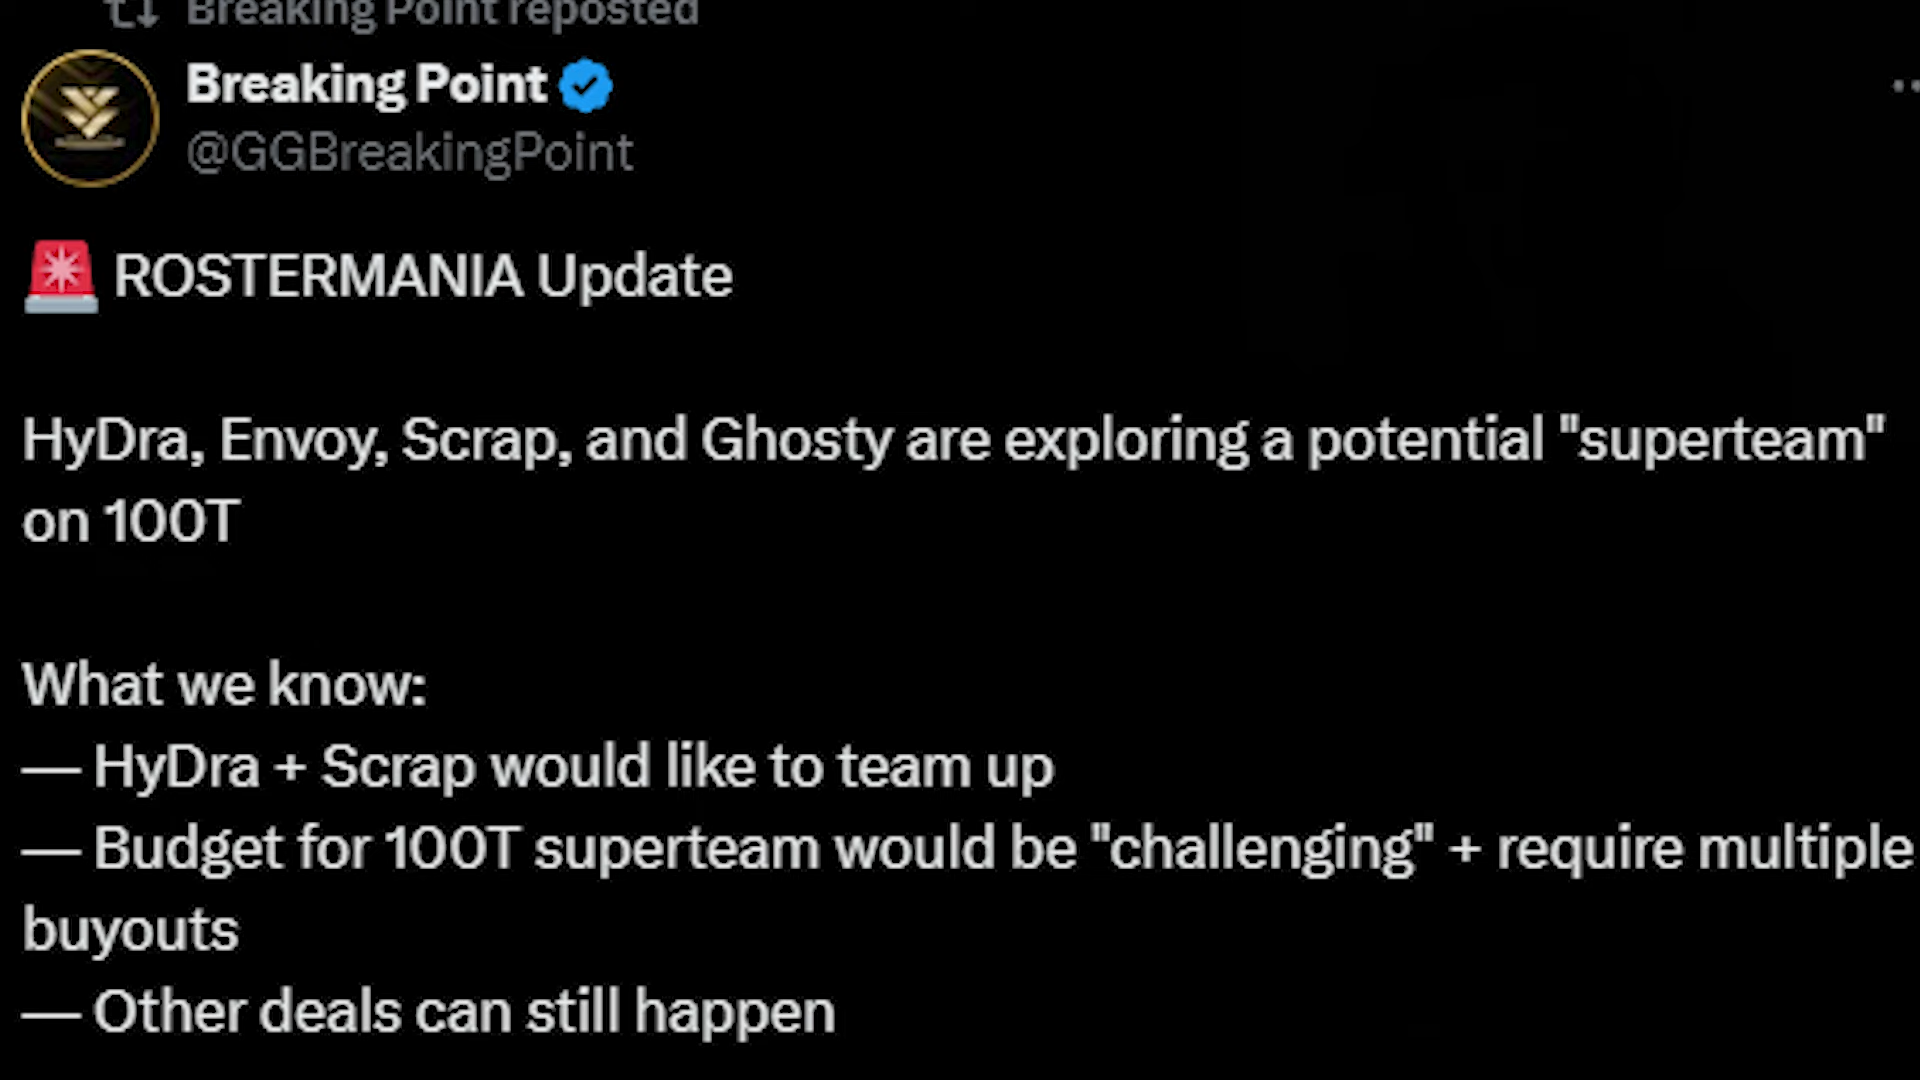 Breaking Point reposted
Breaking Point
@GGBreakingPoint
🚨 ROSTERMANIA Update
HyDra, Envoy, Scrap, and Ghosty are exploring a potential "superteam"
on 100T
What we know:
— HyDra + Scrap would like to team up
— Budget for 100T superteam would be "challenging" + require multiple
buyouts
— Other deals can still happen